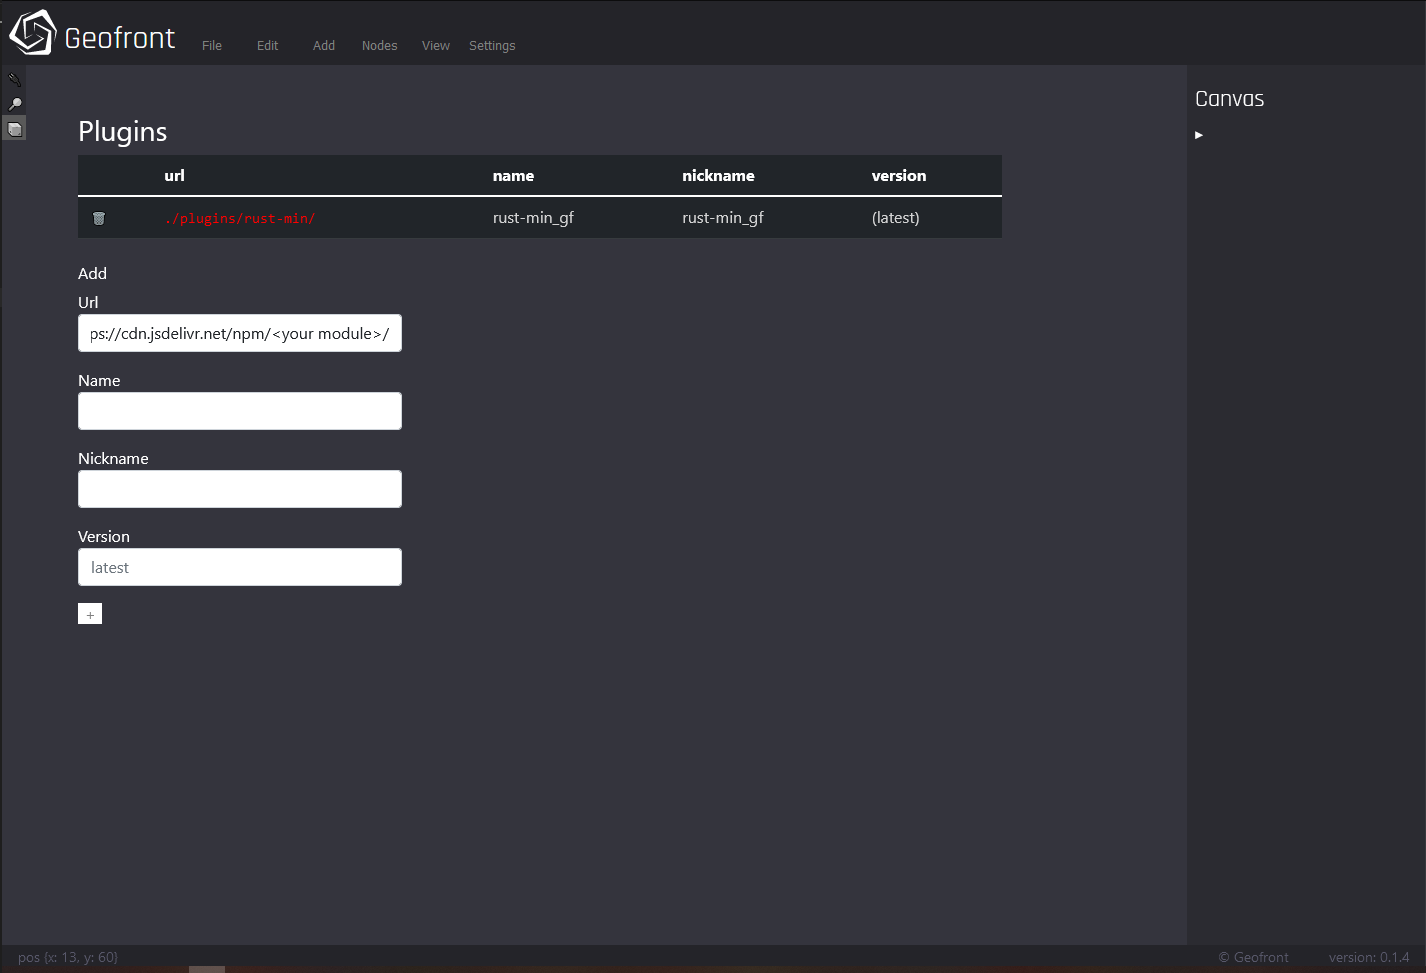 Geofront File Edit Add Nodes View Settings
Canvas
Plugins
url name nickname version
./plugins/rust-min/ rust-min_gf rust-min_gf (latest)
Add
Url
ps://cdn.jsdelivr.net/npm/<your module>/
Name
Nickname
Version
latest
+
pos {x: 13, y: 60} © Geofront version: 0.1.4